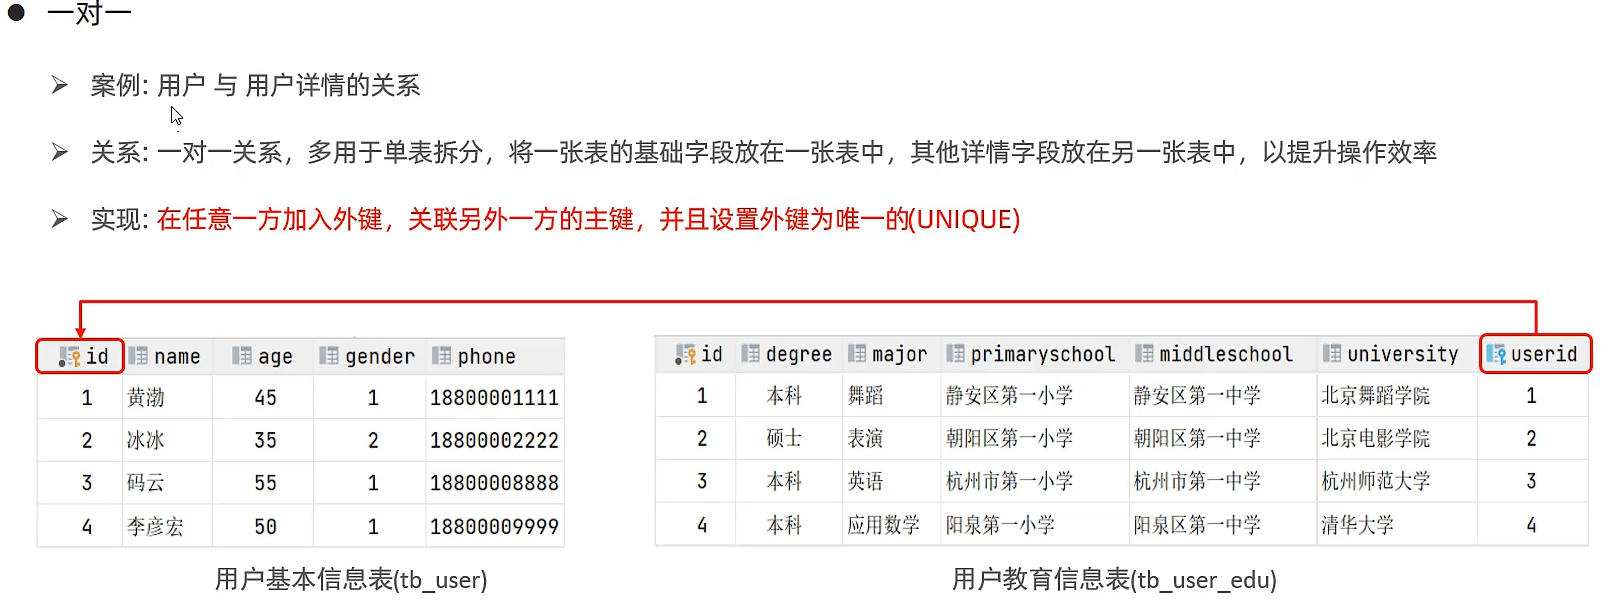 ● 一对一
➢ 案例: 用户 与 用户详情的关系
➢ 关系: 一对一关系，多用于单表拆分，将一张表的基础字段放在一张表中，其他详情字段放在另一张表中，以提升操作效率
➢ 实现: 在任意一方加入外键，关联另外一方的主键，并且设置外键为唯一的(UNIQUE)
id name age gender phone
1 黄渤 45 1 18800001111
2 冰冰 35 2 18800002222
3 码云 55 1 18800008888
4 李彦宏 50 1 18800009999
用户基本信息表(tb_user)
id degree major primaryschool middleschool university userid
1 本科 舞蹈 静安区第一小学 静安区第一中学 北京舞蹈学院 1
2 硕士 表演 朝阳区第一小学 朝阳区第一中学 北京电影学院 2
3 本科 英语 杭州市第一小学 杭州市第一中学 杭州师范大学 3
4 本科 应用数学 阳泉第一小学 阳泉区第一中学 清华大学 4
用户教育信息表(tb_user_edu)